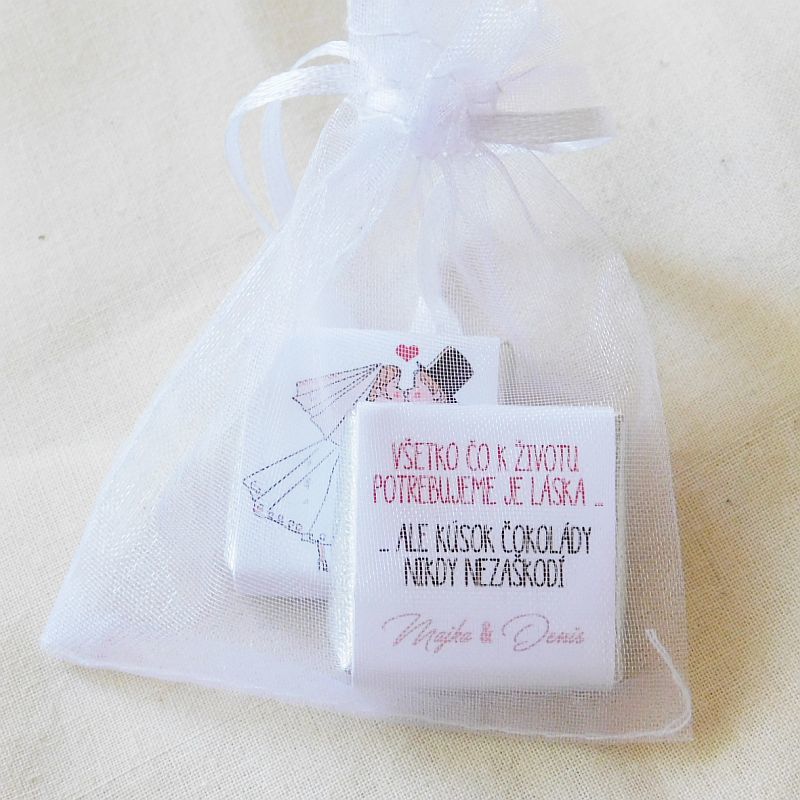 VŠETKO ČO K ŽIVOTU
POTREBUJEME JE LÁSKA ...
... ALE KÚSOK ČOKOLÁDY
NIKDY NEZAŠKODÍ
Majka & Denis